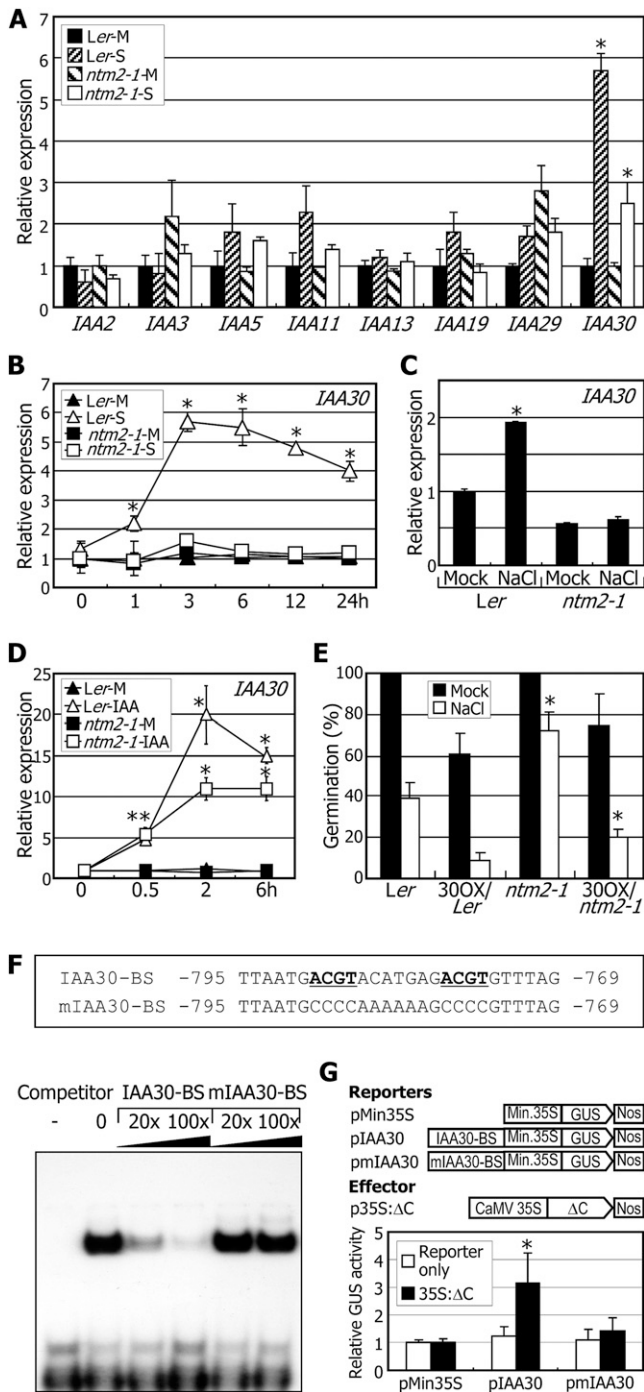 A
Relative expression
7
6
5
4
3
2
1
0
Ler-M
Ler-S
ntm2-1-M
ntm2-1-S
*
*
IAA2 IAA3 IAA5 IAA11 IAA13 IAA19 IAA29 IAA30
B
Relative expression
7
6
5
4
3
2
1
0
Ler-M
Ler-S
ntm2-1-M
ntm2-1-S
IAA30
* * * * *
0 1 3 6 12 24h
C
IAA30
Relative expression
2
1
0
*
Mock NaCl Mock NaCl
Ler ntm2-1
D
Relative expression
25
20
15
10
5
0
Ler-M
Ler-IAA
ntm2-1-M
ntm2-1-IAA
IAA30
** * * * *
0 0.5 2 6h
E
Germination (%)
100
80
60
40
20
0
Mock
NaCl
*
*
Ler 30OX/Ler ntm2-1 30OX/ntm2-1
F
IAA30-BS -795 TTAATGACGTACATGAGACGTGTTTAG -769
mIAA30-BS -795 TTAATGCCCCAAAAAAGCCCCGTTTAG -769
Competitor IAA30-BS mIAA30-BS
- 0 20x 100x 20x 100x
G
Reporters
pMin35S Min.35S GUS Nos
pIAA30 IAA30-BS Min.35S GUS Nos
pmIAA30 mIAA30-BS Min.35S GUS Nos
Effector
p35S:ΔC CaMV 35S ΔC Nos
Relative GUS activity
5
4
3
2
1
0
Reporter only
35S:ΔC
*
pMin35S pIAA30 pmIAA30